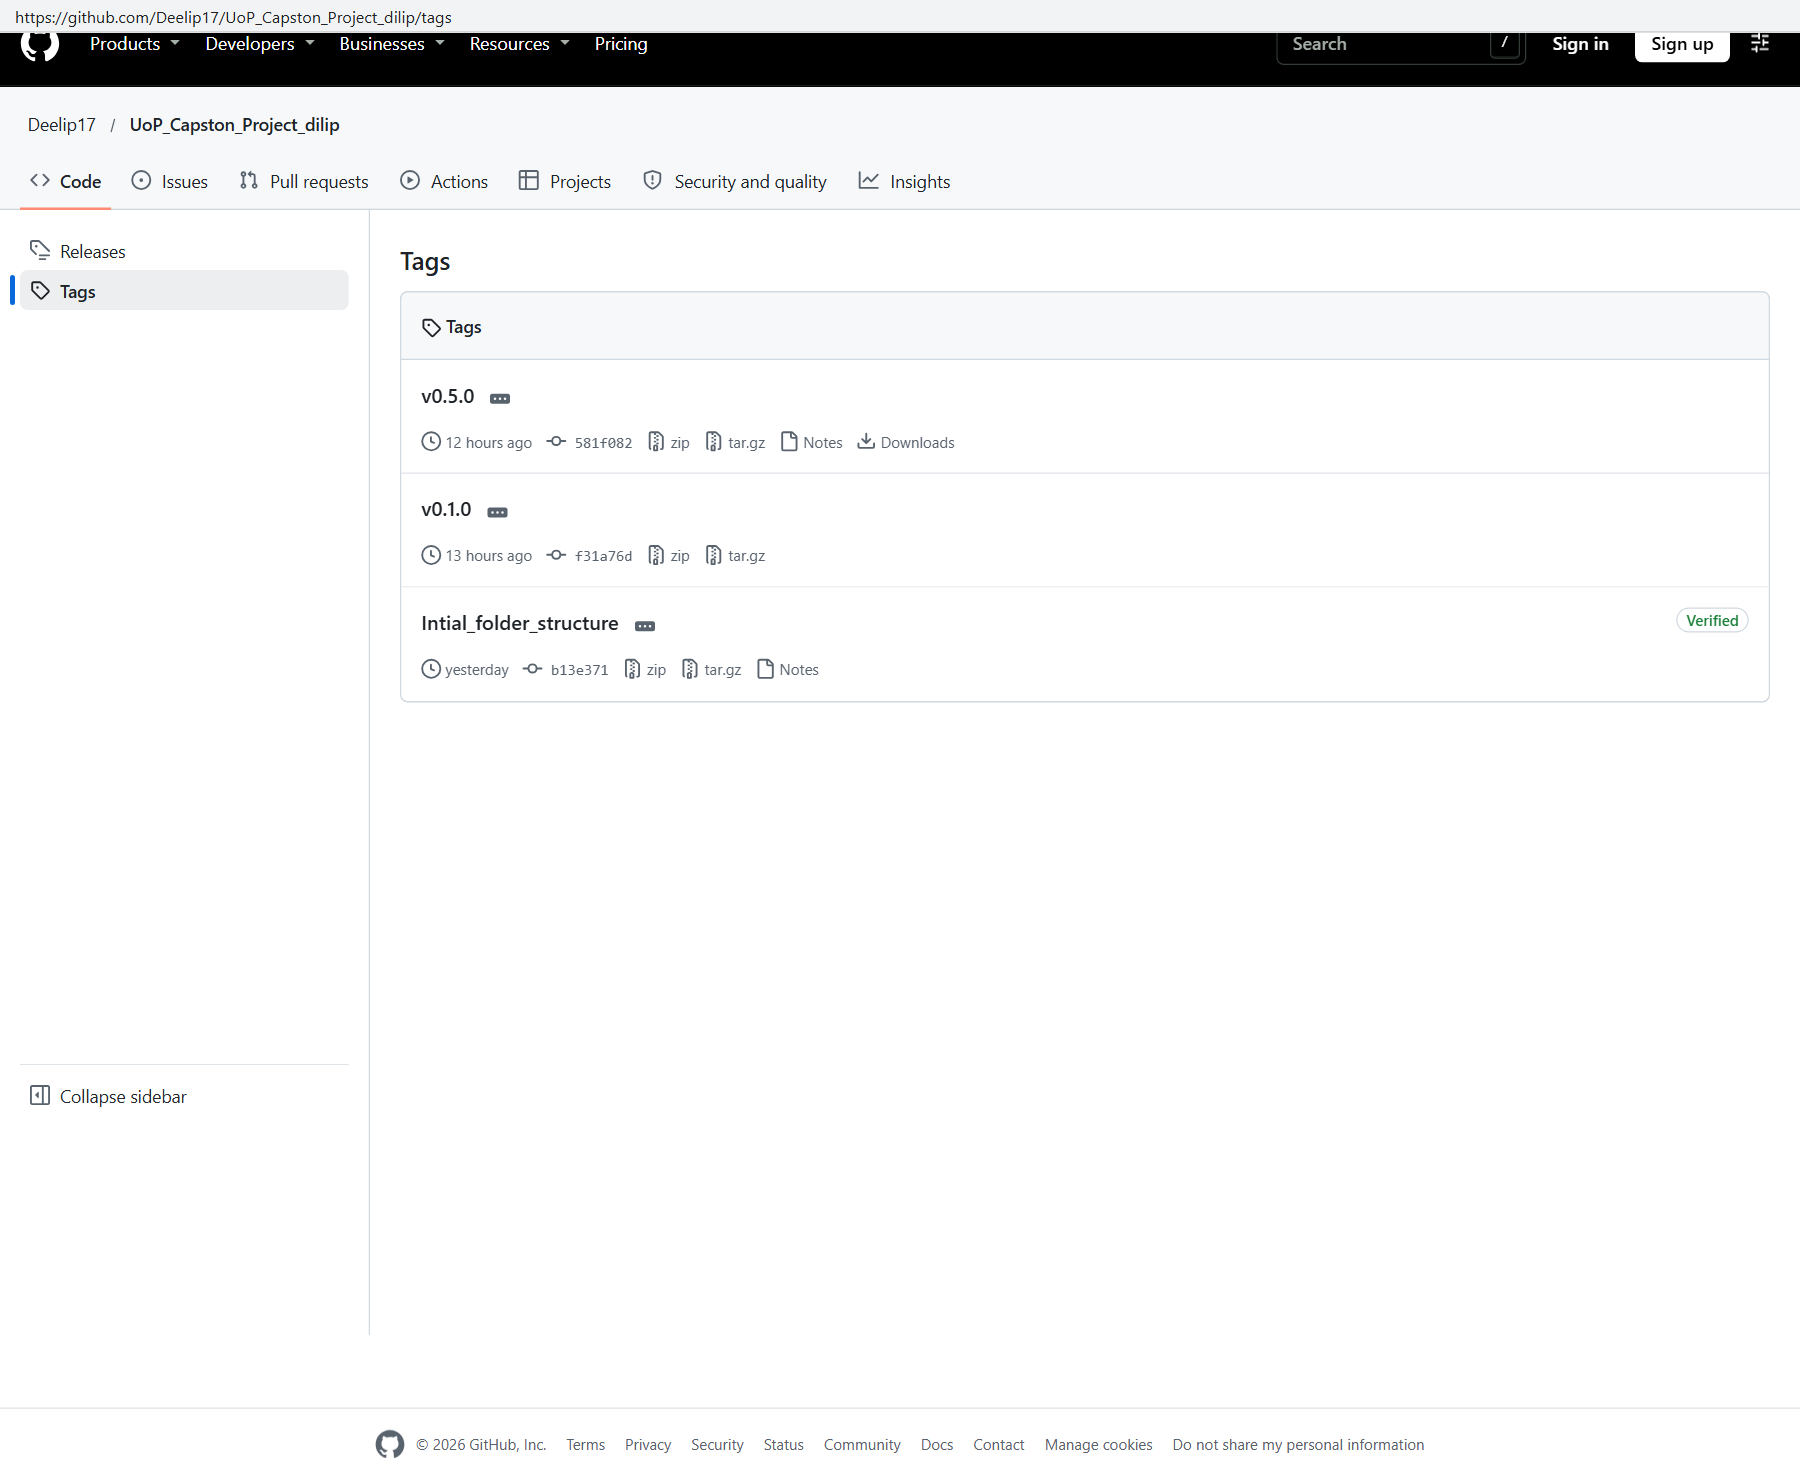 https://github.com/Deelip17/UoP_Capston_Project_dilip/tags
Products Developers Businesses Resources Pricing Search / Sign in Sign up
Deelip17 / UoP_Capston_Project_dilip
Code Issues Pull requests Actions Projects Security and quality Insights
Releases
Tags
Tags
Tags
v0.5.0
12 hours ago 581f082 zip tar.gz Notes Downloads
v0.1.0
13 hours ago f31a76d zip tar.gz
Intial_folder_structure Verified
yesterday b13e371 zip tar.gz Notes
Collapse sidebar
© 2026 GitHub, Inc. Terms Privacy Security Status Community Docs Contact Manage cookies Do not share my personal information